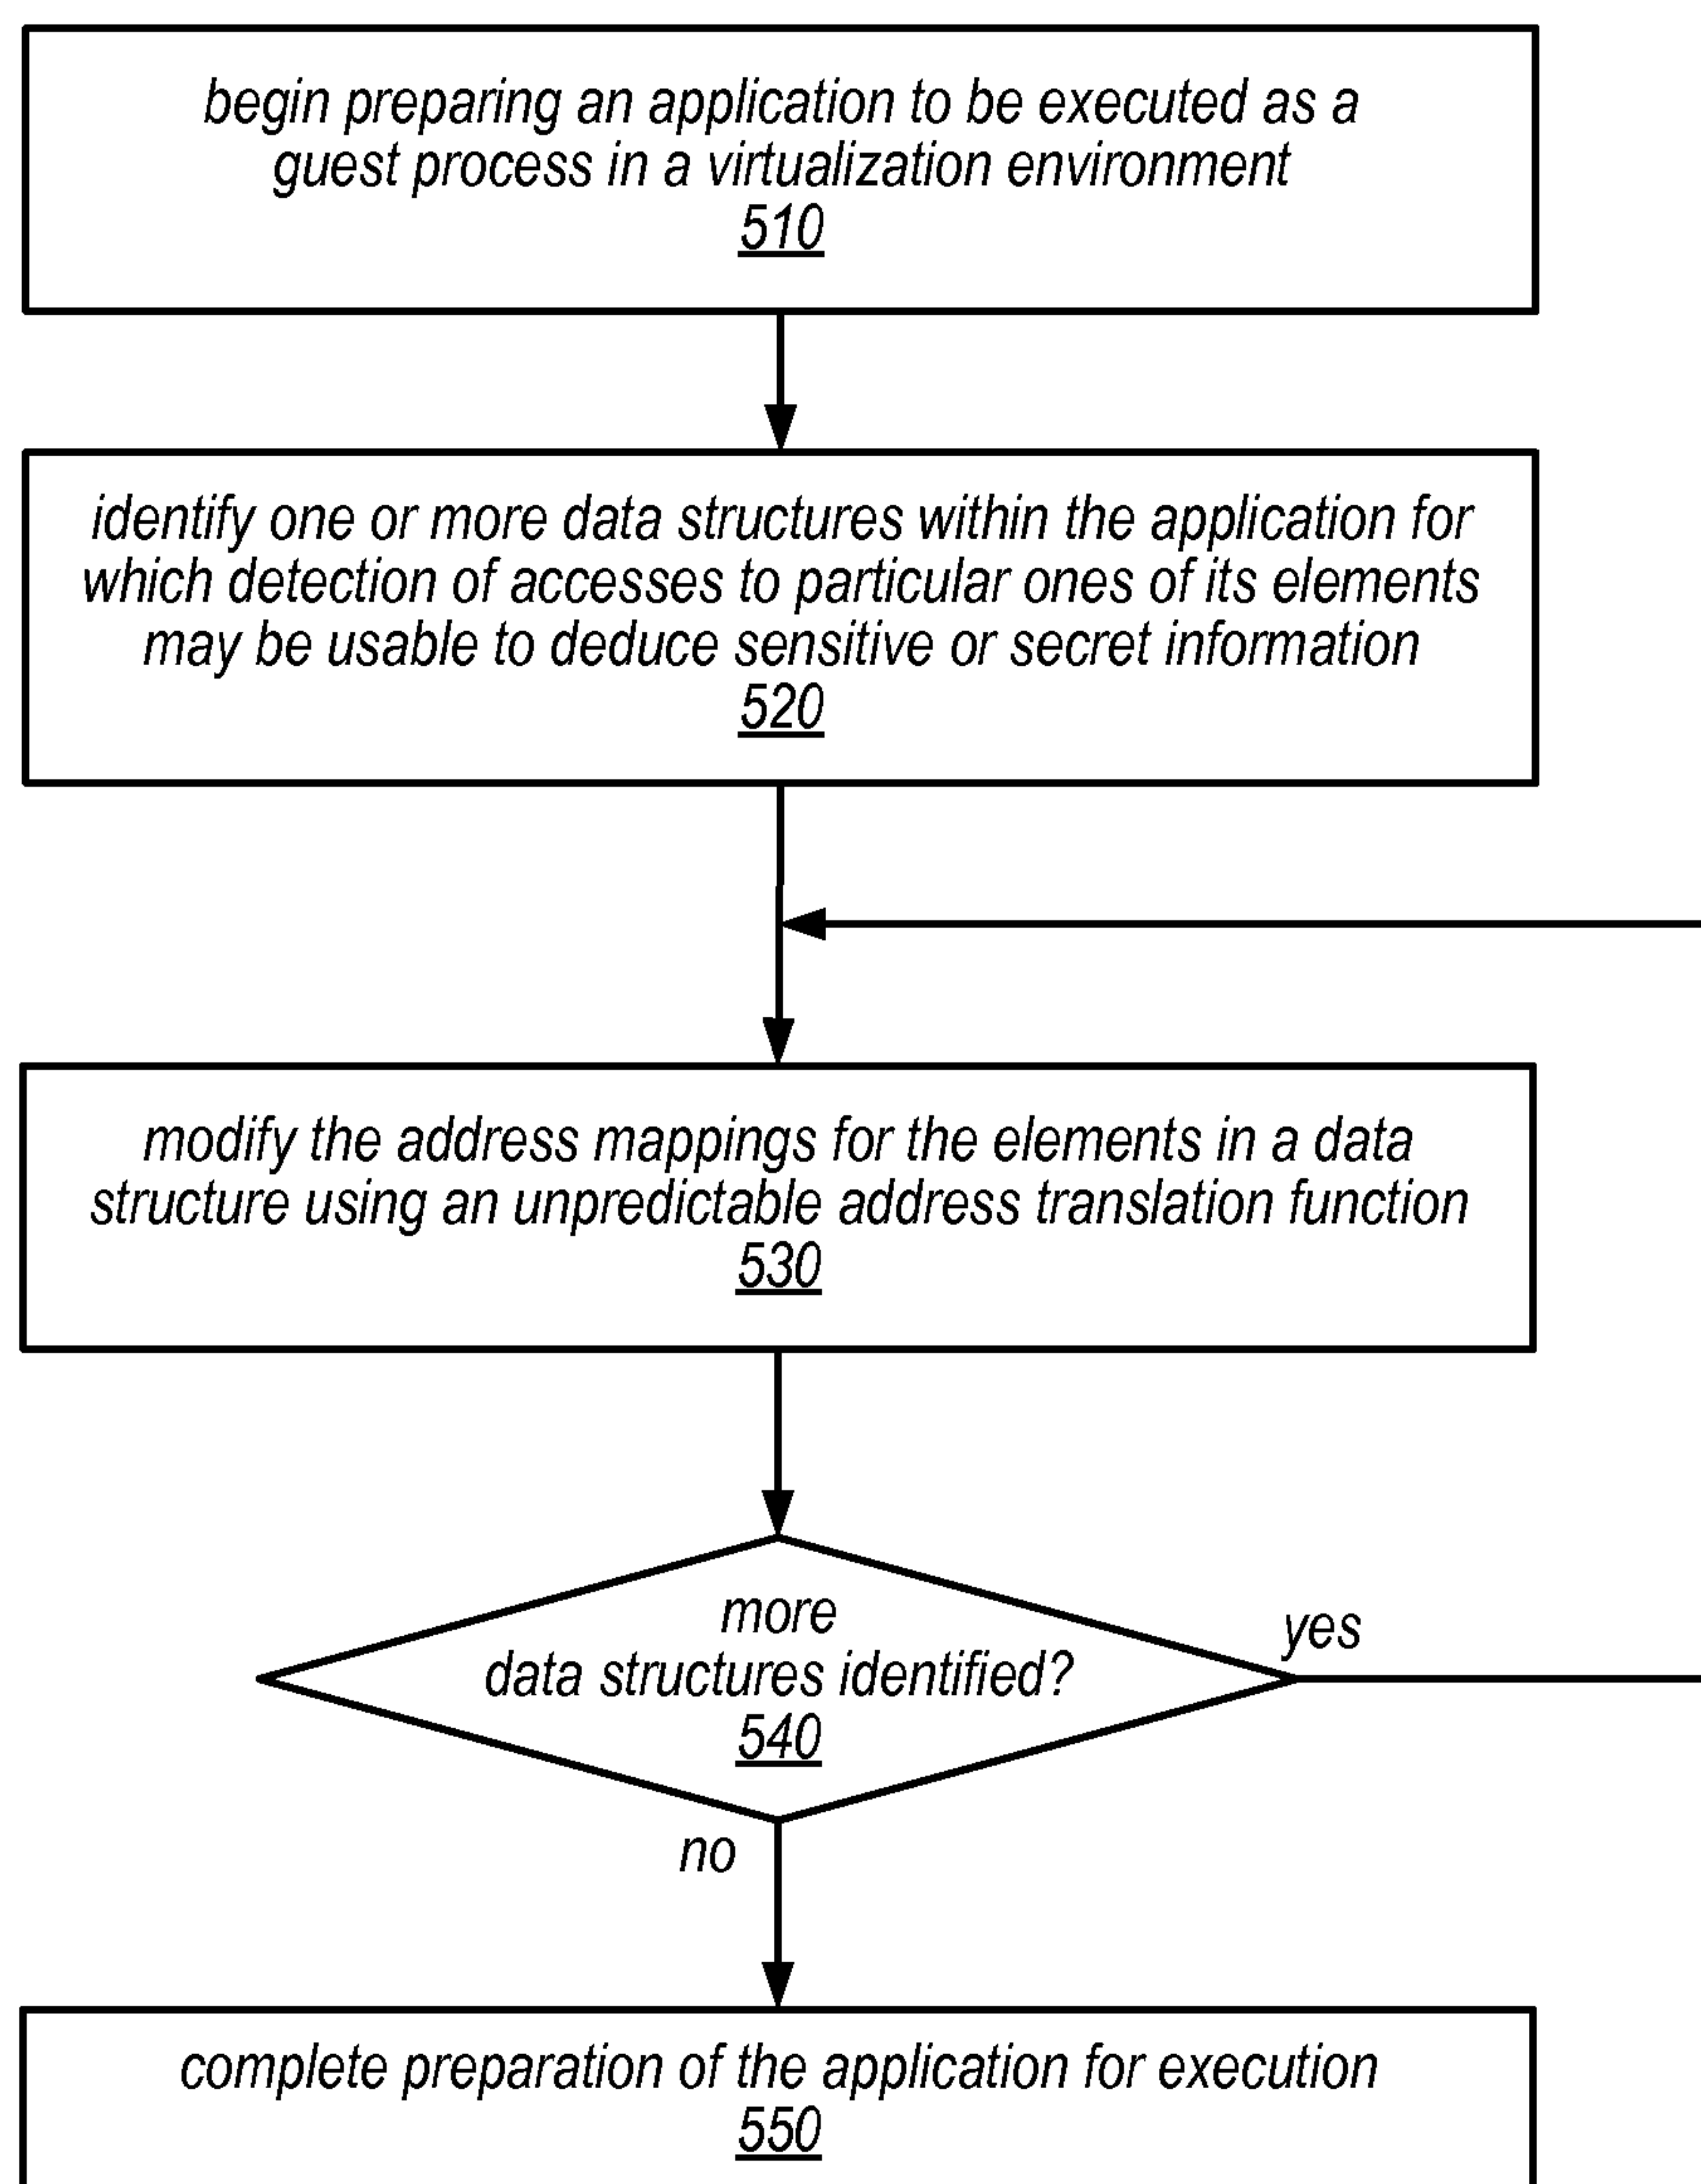 begin preparing an application to be executed as a
guest process in a virtualization environment
510
identify one or more data structures within the application for
which detection of accesses to particular ones of its elements
may be usable to deduce sensitive or secret information
520
modify the address mappings for the elements in a data
structure using an unpredictable address translation function
530
more
data structures identified?
540
yes
no
complete preparation of the application for execution
550